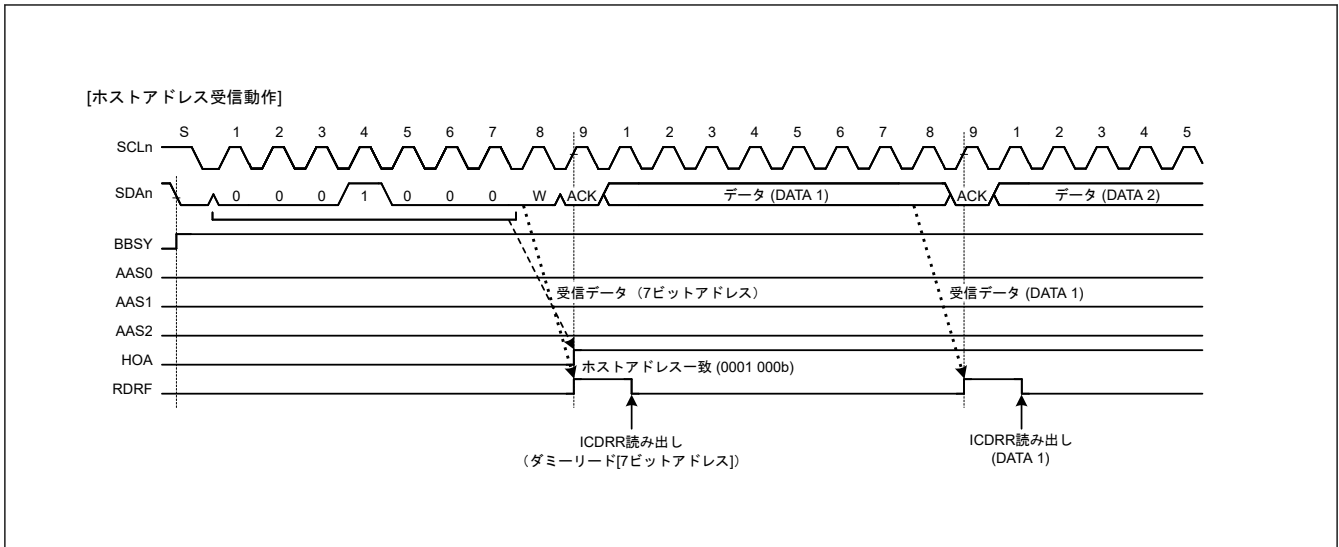 [ホストアドレス受信動作]
S 1 2 3 4 5 6 7 8 9 1 2 3 4 5 6 7 8 9 1 2 3 4 5
SCLn
SDAn 0 0 0 1 0 0 0 W ACK データ (DATA 1) ACK データ (DATA 2)
BBSY
AAS0
受信データ（7ビットアドレス） 受信データ (DATA 1)
AAS1
AAS2
HOA
ホストアドレス一致 (0001 000b)
RDRF
ICDRR読み出し ICDRR読み出し
（ダミーリード[7ビットアドレス]） (DATA 1)